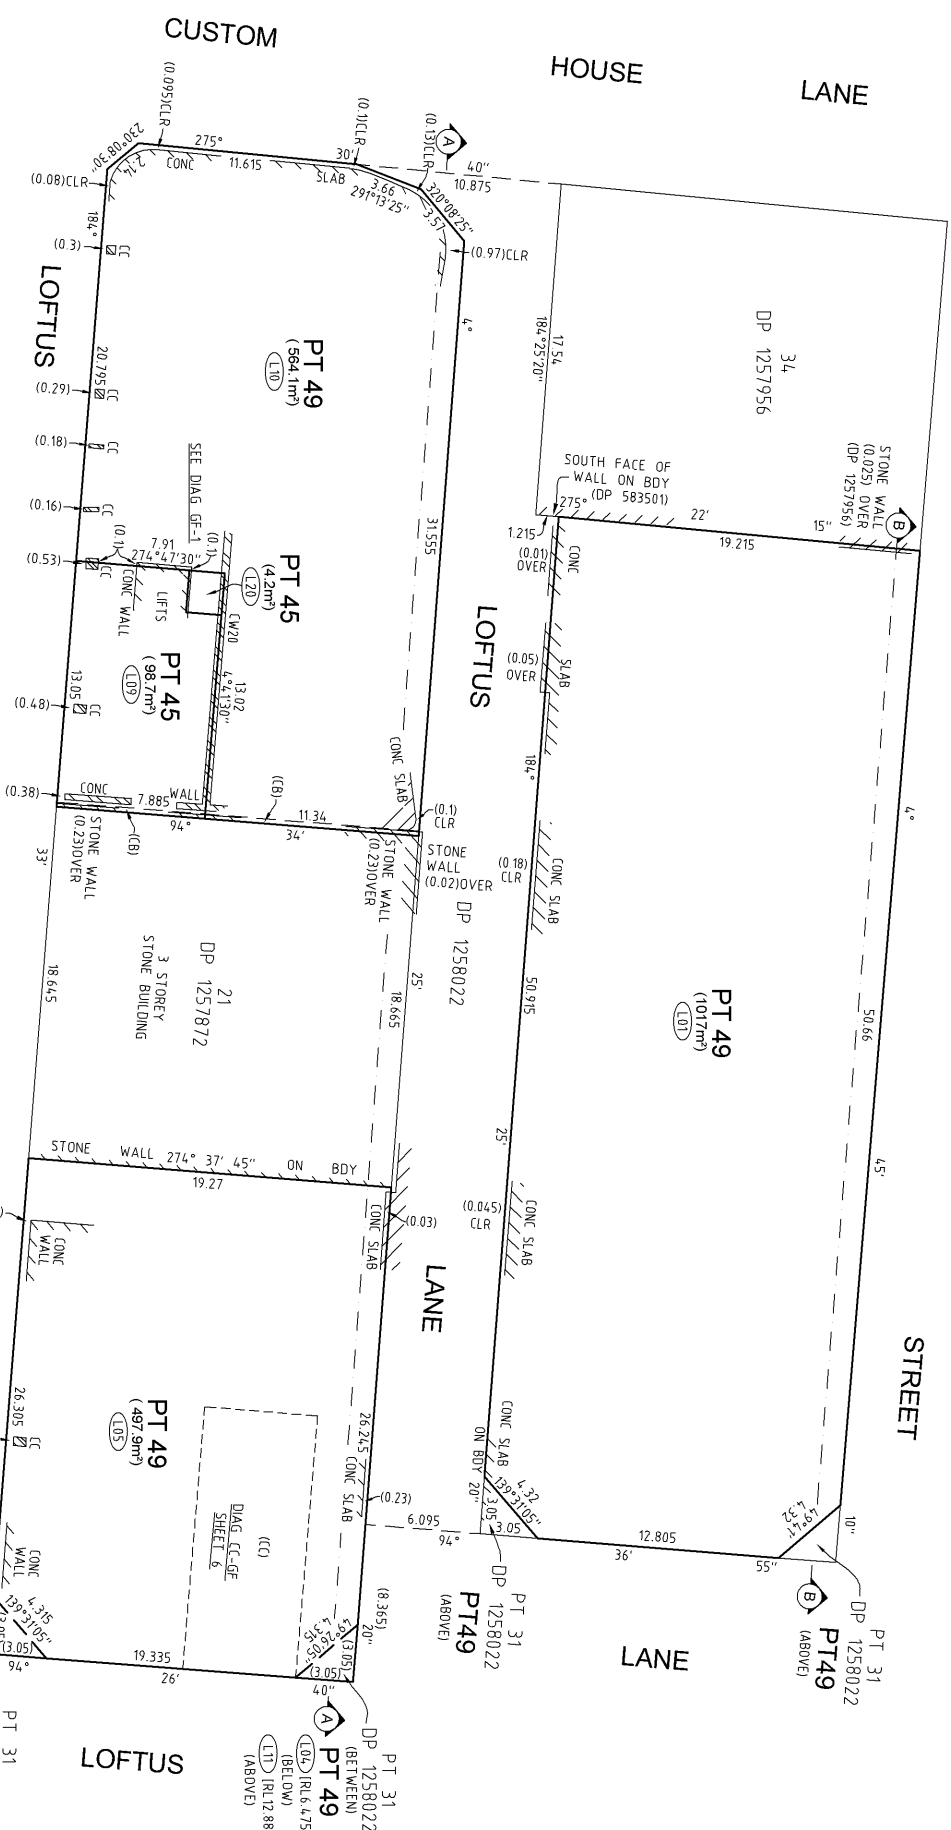 CUSTOM
HOUSE
LANE
(0.095)CLR
(0.1)CLR
(0.13)CLR
A
275°
11.615
30'
40"
10.875
CONC
SLAB
3.66
291°13'25"
320°08'25"
3.57
(0.97)CLR
230°08'30"
2.14
(0.08)CLR
184°
(0.3)
CC
LOFTUS
20.795
(0.29)
CC
(0.18)
CC
(0.16)
CC
(0.53)
CC
PT 49
(564.1m²)
L10
4°
31.555
SEE DIAG GF-1
(0.1)
7.91
274°47'30"
(0.1)
CONC WALL
LIFTS
PT 45
(4.2m²)
L20
CW20
13.02
4°41'30"
PT 45
(98.7m²)
L09
13.05
(0.48)
CC
(0.38)
CONC
7.885
WALL
94°
(CB)
(CB)
11.34
34'
CONC SLAB
(0.1)
CLR
STONE WALL
(0.23)OVER
STONE WALL
(0.23)OVER
STONE
WALL
(0.02)OVER
33'
18.645
21
DP 1257872
3 STOREY
STONE BUILDING
25'
18.665
DP 1258022
STONE WALL 274° 37' 45" ON BDY
19.27
CONC
WALL
CONC SLAB
(0.03)
LANE
26.305
CC
PT 49
(497.9m²)
L05
26.245
CONC SLAB
(0.23)
(CC)
DIAG CC-GF
SHEET 6
CONC
WALL
4.315
139°31'05"
(3.05)
94°
19.335
26'
40"
(3.05)
(3.05)
4.315
49°26'05"
(8.365)
20"
6.095
94°
PT 31
LOFTUS
A
PT 31
DP 1258022
(BETWEEN)
PT 49
L04 [RL6.475
(BELOW)
L11 [RL12.88
(ABOVE)
34
DP 1257956
17.54
184°25'20"
SOUTH FACE OF
WALL ON BDY
(DP 583501)
275°
22'
15"
19.215
1.215
STONE WALL
(0.025) OVER
(DP 1257956)
B
(0.01)
OVER
CONC
LOFTUS
(0.05)
OVER
SLAB
184°
(0.18)
CLR
CONC SLAB
50.915
25'
(0.045)
CLR
CONC SLAB
PT 49
(1017m²)
L01
4°
50.66
45'
STREET
CONC SLAB
ON BDY
20"
4.32
139°31'05"
3.05
3.05
12.805
36'
55"
49°41'
4.32
10"
PT 31
DP 1258022
PT49
(ABOVE)
LANE
B
PT 31
DP 1258022
PT49
(ABOVE)